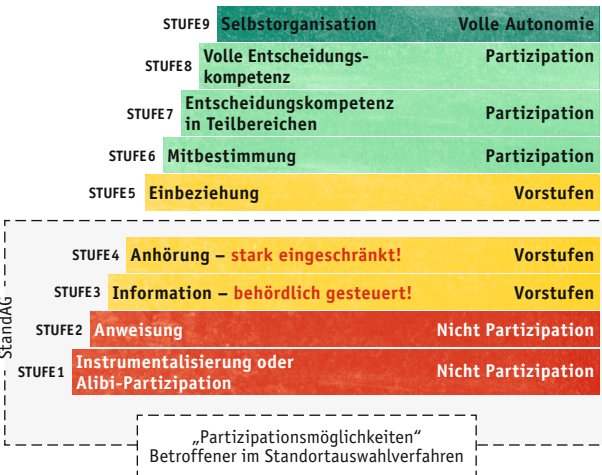 STUFE9 Selbstorganisation Volle Autonomie
STUFE8 Volle Entscheidungs- Partizipation
kompetenz
STUFE7 Entscheidungskompetenz Partizipation
in Teilbereichen
STUFE6 Mitbestimmung Partizipation
STUFE5 Einbeziehung Vorstufen
STUFE4 Anhörung – stark eingeschränkt! Vorstufen
STUFE3 Information – behördlich gesteuert! Vorstufen
STUFE2 Anweisung Nicht Partizipation
STUFE1 Instrumentalisierung oder Nicht Partizipation
Alibi-Partizipation
StandAG
„Partizipationsmöglichkeiten“
Betroffener im Standortauswahlverfahren